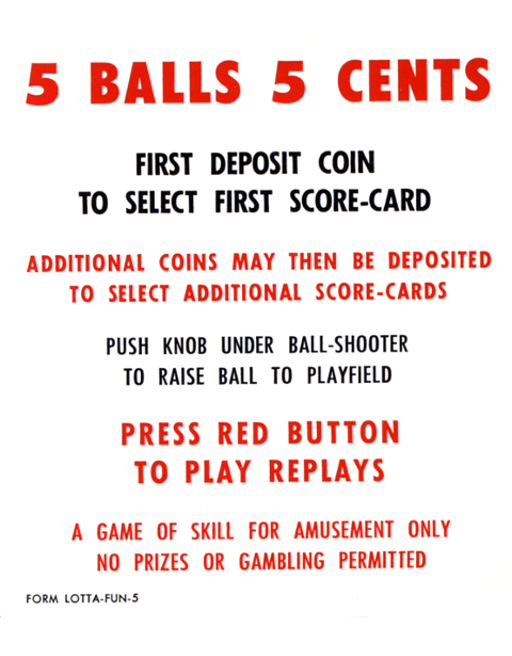 5 BALLS 5 CENTS
FIRST DEPOSIT COIN
TO SELECT FIRST SCORE-CARD
ADDITIONAL COINS MAY THEN BE DEPOSITED
TO SELECT ADDITIONAL SCORE-CARDS
PUSH KNOB UNDER BALL-SHOOTER
TO RAISE BALL TO PLAYFIELD
PRESS RED BUTTON
TO PLAY REPLAYS
A GAME OF SKILL FOR AMUSEMENT ONLY
NO PRIZES OR GAMBLING PERMITTED
FORM LOTTA-FUN-5